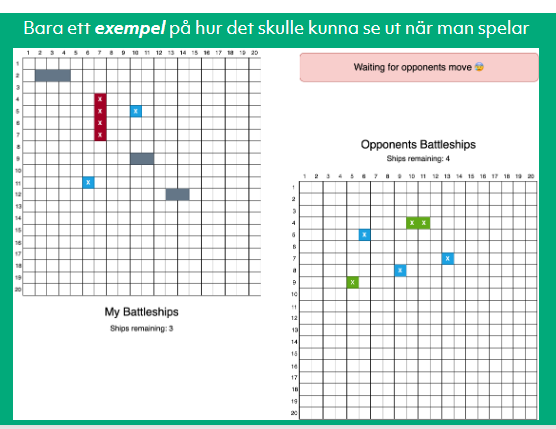 Bara ett exempel på hur det skulle kunna se ut när man spelar
1 2 3 4 5 6 7 8 9 10 11 12 13 14 15 16 17 18 19 20
1
2
3
4 X
5 X X
6 X
7 X
8
9
10
11 X
12
13
14
15
16
17
18
19
20
My Battleships
Ships remaining: 3
Waiting for opponents move 😰
Opponents Battleships
Ships remaining: 4
1 2 3 4 5 6 7 8 9 10 11 12 13 14 15 16 17 18 19 20
1
2
3
4 X X
5 X
6
7 X
8 X
9 X
10
11
12
13
14
15
16
17
18
19
20